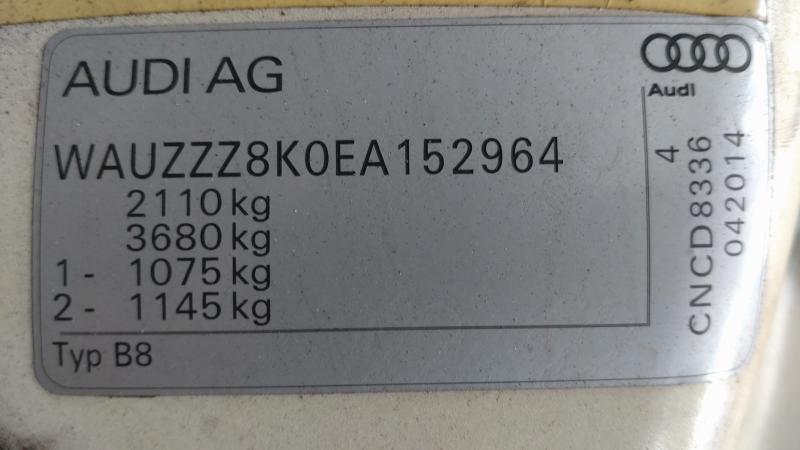 AUDI AG
Audi
WAUZZZ8K0EA152964
2110 kg
3680 kg
1 - 1075 kg
2 - 1145 kg
Typ B8
4
CNCD8336
042014